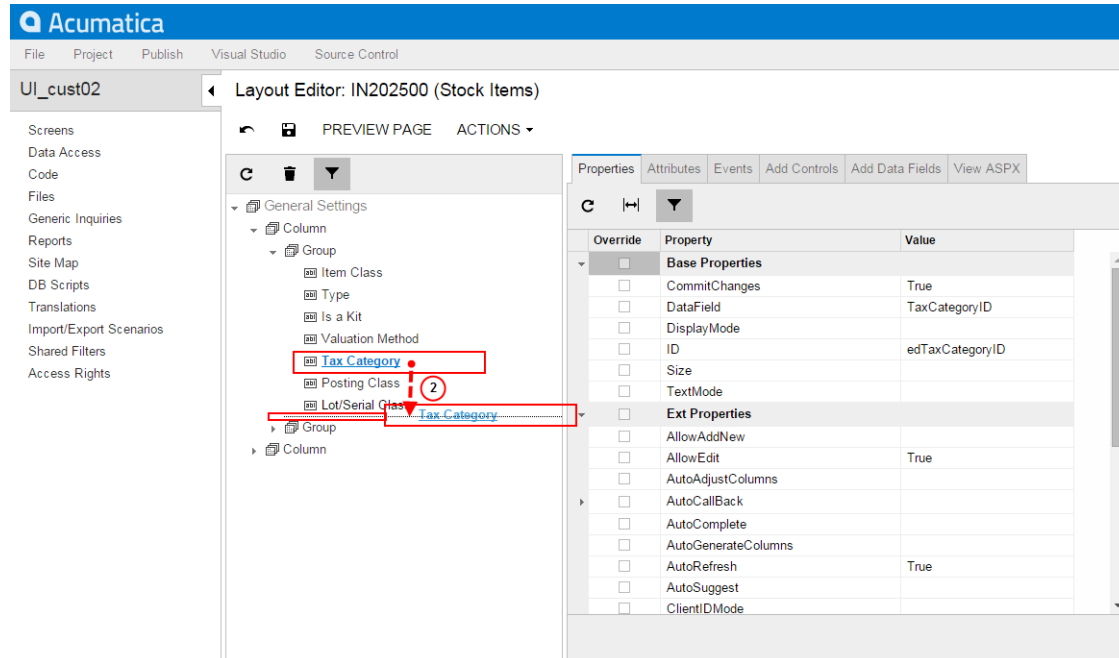 Acumatica
File Project Publish Visual Studio Source Control
UI_cust02
Layout Editor: IN202500 (Stock Items)
Screens
Data Access
Code
Files
Generic Inquiries
Reports
Site Map
DB Scripts
Translations
Import/Export Scenarios
Shared Filters
Access Rights
PREVIEW PAGE ACTIONS
General Settings
Column
Group
Item Class
Type
Is a Kit
Valuation Method
Tax Category
Posting Class
2
Lot/Serial Class
Tax Category
Group
Column
Properties Attributes Events Add Controls Add Data Fields View ASPX
Override Property Value
Base Properties
CommitChanges True
DataField TaxCategoryID
DisplayMode
ID edTaxCategoryID
Size
TextMode
Ext Properties
AllowAddNew
AllowEdit True
AutoAdjustColumns
AutoCallBack
AutoComplete
AutoGenerateColumns
AutoRefresh True
AutoSuggest
ClientIDMode